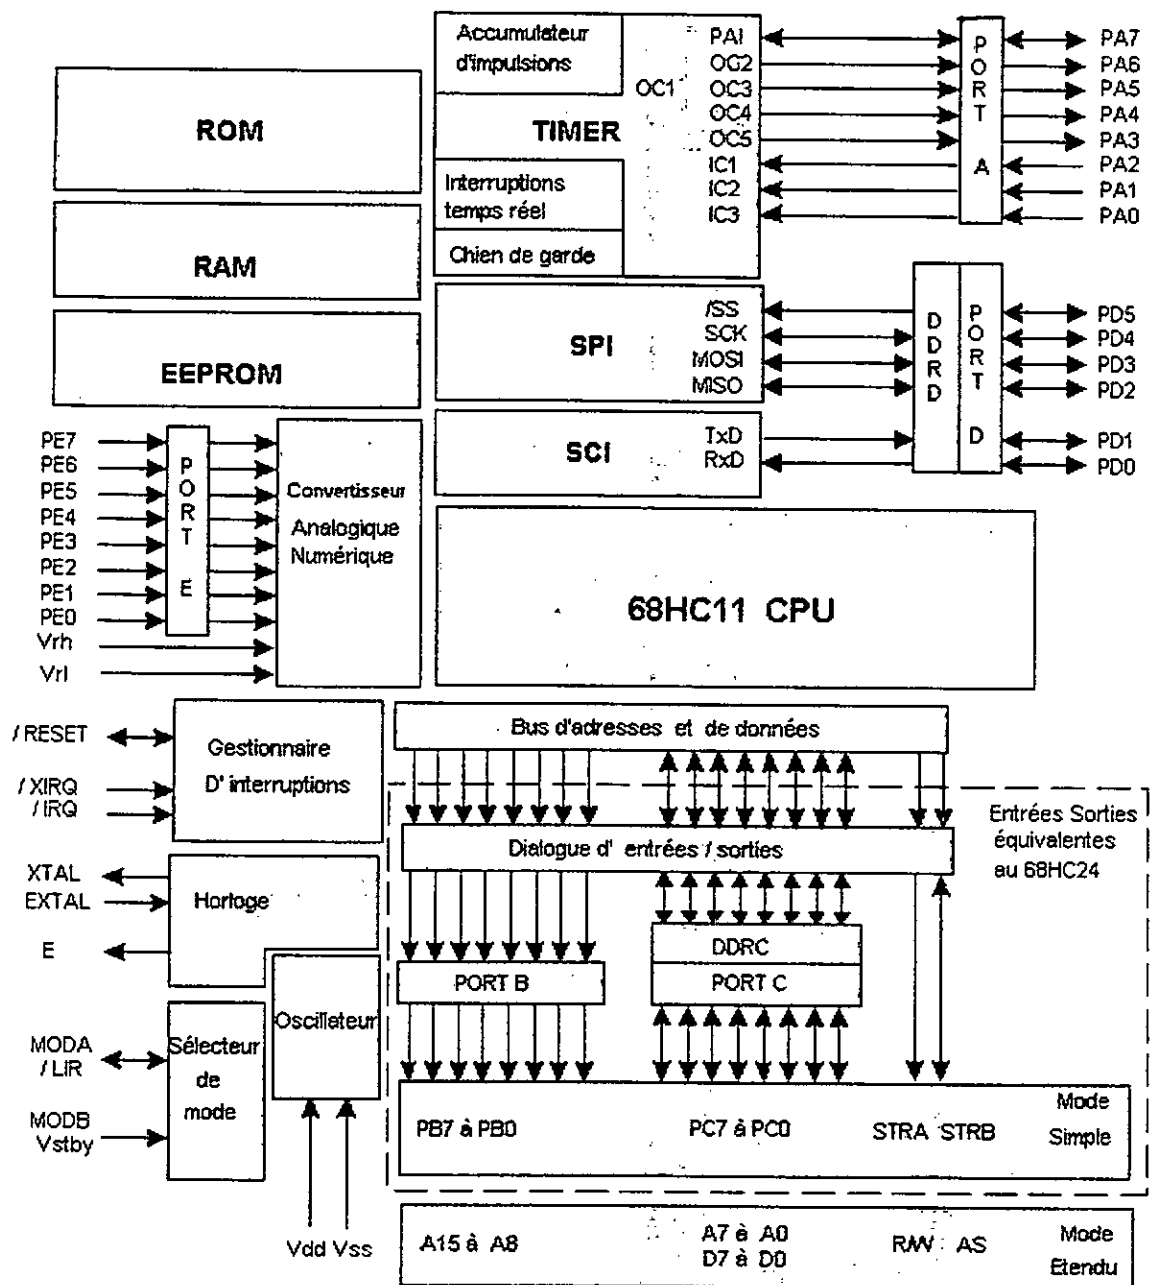 Accumulateur
d'impulsions
OC1
TIMER
Interruptions
temps réel
Chien de garde
PAI
OC2
OC3
OC4
OC5
IC1
IC2
IC3
PORT A
PA7
PA6
PA5
PA4
PA3
PA2
PA1
PA0
ROM
RAM
EEPROM
SPI
/SS
SCK
MOSI
MISO
SCI
TxD
RxD
DDRD
PORT D
PD5
PD4
PD3
PD2
PD1
PD0
PE7
PE6
PE5
PE4
PE3
PE2
PE1
PE0
Vrh
Vrl
PORT E
Convertisseur
Analogique
Numérique
68HC11 CPU
/ RESET
/ XIRQ
/ IRQ
Gestionnaire
D' interruptions
Bus d'adresses et de données
Dialogue d' entrées / sorties
Entrées Sorties
équivalentes
au 68HC24
XTAL
EXTAL
E
Horloge
DDRC
PORT C
PORT B
Oscillateur
MODA
/ LIR
MODB
Vstby
Sélecteur
de
mode
PB7 à PB0
PC7 à PC0
STRA STRB
Mode
Simple
Vdd Vss
A15 à A8
A7 à A0
D7 à D0
R/W AS
Mode
Etendu